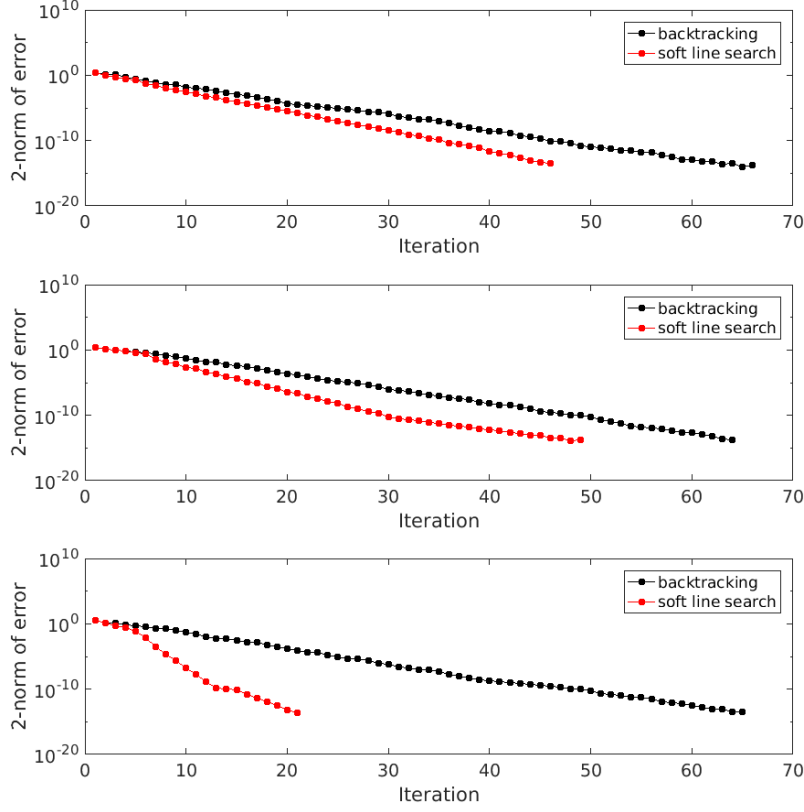 10^10
10^0
10^-10
10^-20
2-norm of error
backtracking
soft line search
0 10 20 30 40 50 60 70
Iteration
10^10
10^0
10^-10
10^-20
2-norm of error
backtracking
soft line search
0 10 20 30 40 50 60 70
Iteration
10^10
10^0
10^-10
10^-20
2-norm of error
backtracking
soft line search
0 10 20 30 40 50 60 70
Iteration